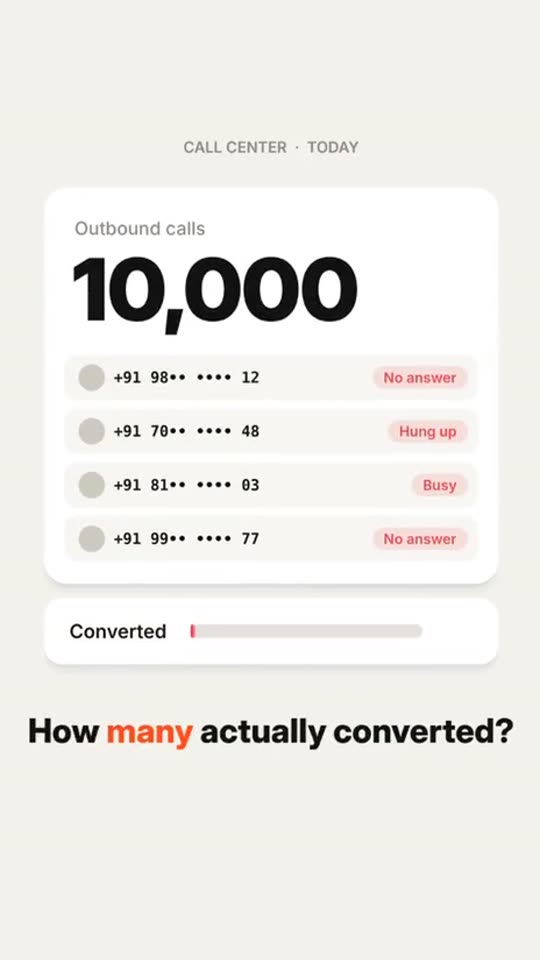 CALL CENTER · TODAY
Outbound calls
10,000
+91 98•• •••• 12 No answer
+91 70•• •••• 48 Hung up
+91 81•• •••• 03 Busy
+91 99•• •••• 77 No answer
Converted
How many actually converted?